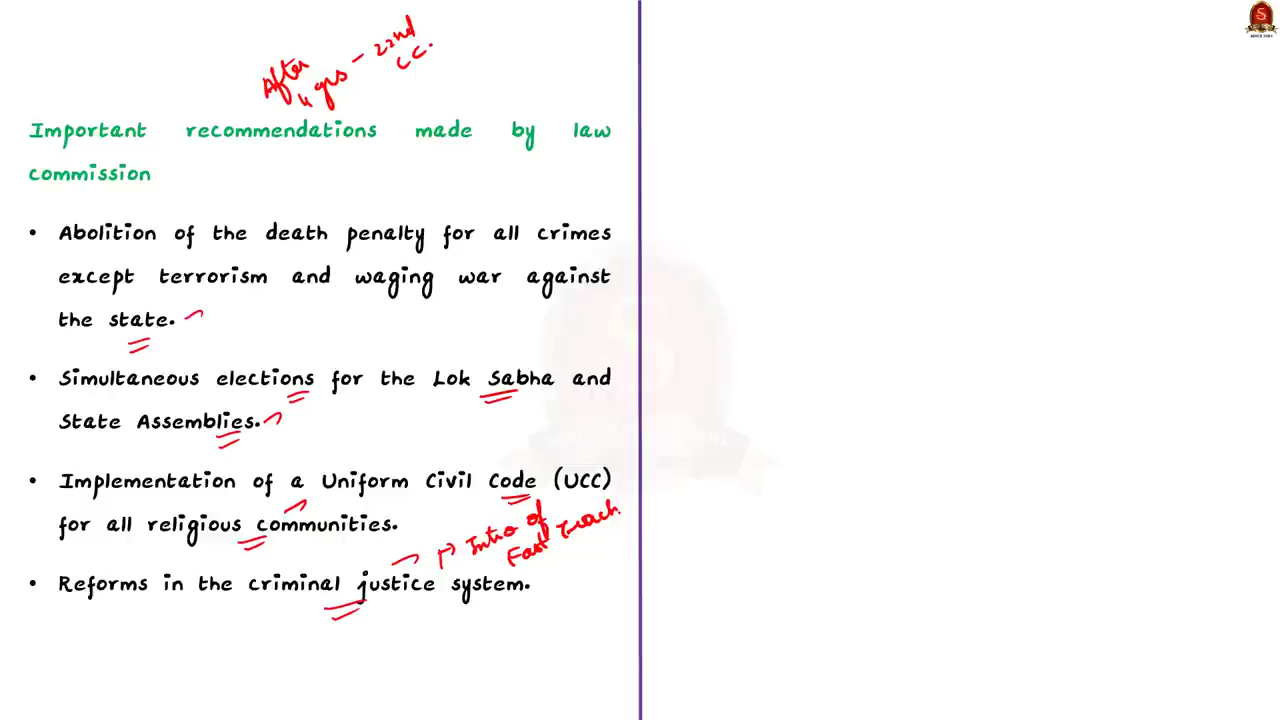 After
4 yrs - 22nd
LC.
Important recommendations made by law
commission
• Abolition of the death penalty for all crimes
except terrorism and waging war against
the state.
• Simultaneous elections for the Lok Sabha and
State Assemblies.
• Implementation of a Uniform Civil Code (UCC)
for all religious communities.
Intro of
Fast Track
• Reforms in the criminal justice system.
S